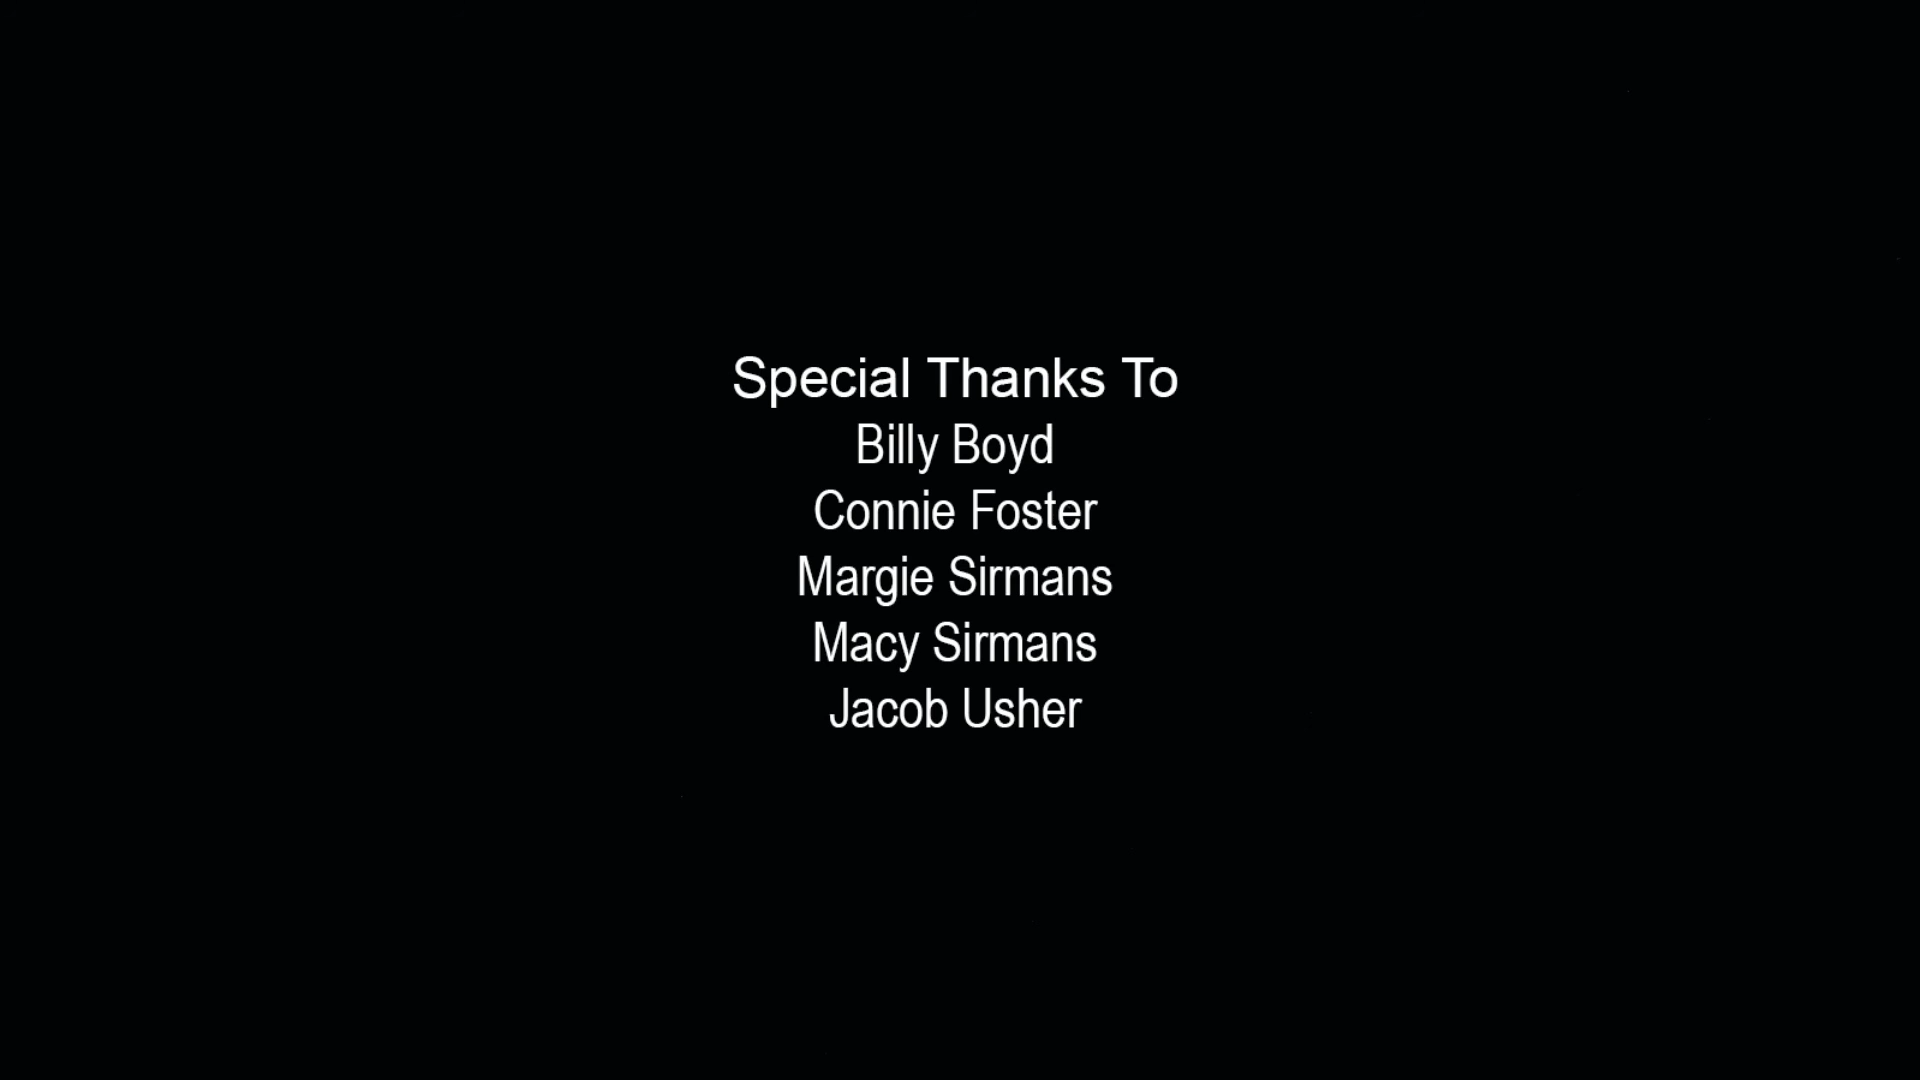 Special Thanks To
Billy Boyd
Connie Foster
Margie Sirmans
Macy Sirmans
Jacob Usher